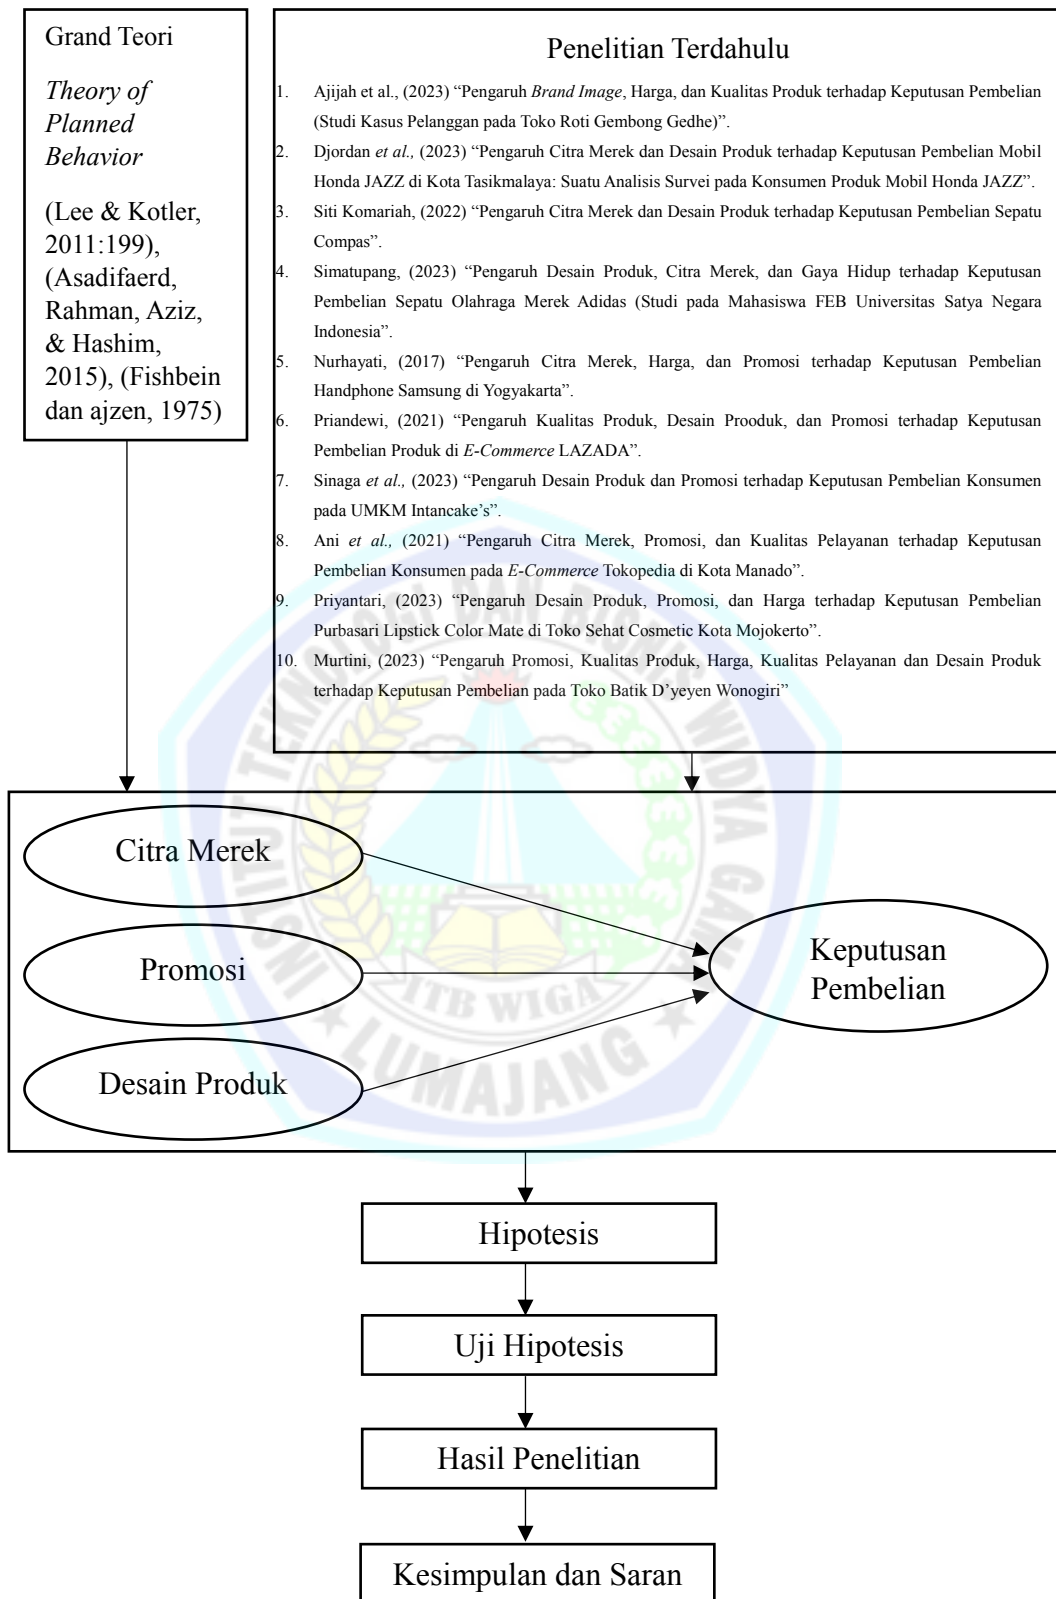 Grand Teori
Theory of
Planned
Behavior
(Lee & Kotler,
2011:199),
(Asadifaerd,
Rahman, Aziz,
& Hashim,
2015), (Fishbein
dan ajzen, 1975)
Penelitian Terdahulu
1. Ajijah et al., (2023) “Pengaruh Brand Image, Harga, dan Kualitas Produk terhadap Keputusan Pembelian
(Studi Kasus Pelanggan pada Toko Roti Gembong Gedhe)”.
2. Djordan et al., (2023) “Pengaruh Citra Merek dan Desain Produk terhadap Keputusan Pembelian Mobil
Honda JAZZ di Kota Tasikmalaya: Suatu Analisis Survei pada Konsumen Produk Mobil Honda JAZZ”.
3. Siti Komariah, (2022) “Pengaruh Citra Merek dan Desain Produk terhadap Keputusan Pembelian Sepatu
Compas”.
4. Simatupang, (2023) “Pengaruh Desain Produk, Citra Merek, dan Gaya Hidup terhadap Keputusan
Pembelian Sepatu Olahraga Merek Adidas (Studi pada Mahasiswa FEB Universitas Satya Negara
Indonesia”.
5. Nurhayati, (2017) “Pengaruh Citra Merek, Harga, dan Promosi terhadap Keputusan Pembelian
Handphone Samsung di Yogyakarta”.
6. Priandewi, (2021) “Pengaruh Kualitas Produk, Desain Prooduk, dan Promosi terhadap Keputusan
Pembelian Produk di E-Commerce LAZADA”.
7. Sinaga et al., (2023) “Pengaruh Desain Produk dan Promosi terhadap Keputusan Pembelian Konsumen
pada UMKM Intancake’s”.
8. Ani et al., (2021) “Pengaruh Citra Merek, Promosi, dan Kualitas Pelayanan terhadap Keputusan
Pembelian Konsumen pada E-Commerce Tokopedia di Kota Manado”.
9. Priyantari, (2023) “Pengaruh Desain Produk, Promosi, dan Harga terhadap Keputusan Pembelian
Purbasari Lipstick Color Mate di Toko Sehat Cosmetic Kota Mojokerto”.
10. Murtini, (2023) “Pengaruh Promosi, Kualitas Produk, Harga, Kualitas Pelayanan dan Desain Produk
terhadap Keputusan Pembelian pada Toko Batik D’yeyen Wonogiri”
INSTITUT TEKNOLOGI DAN BISNIS WIDYA GAMA
ITB WIGA
LUMAJANG
Citra Merek
Promosi
Desain Produk
Keputusan
Pembelian
Hipotesis
Uji Hipotesis
Hasil Penelitian
Kesimpulan dan Saran